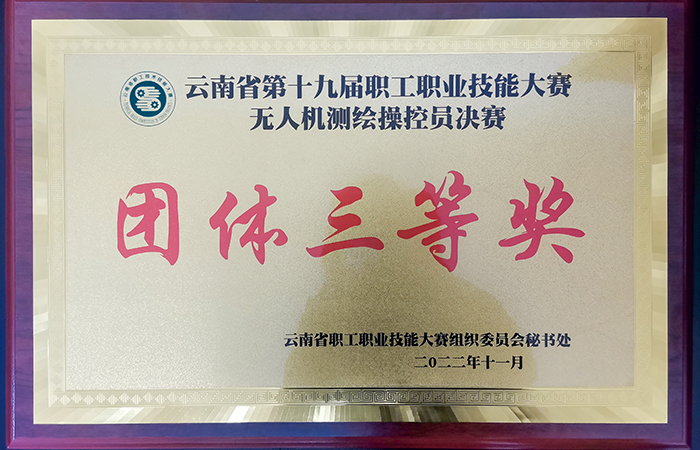 云南省第十九届职工职业技能大赛
无人机测绘操控员决赛
团体三等奖
云南省职工职业技能大赛组织委员会秘书处
二〇二二年十一月